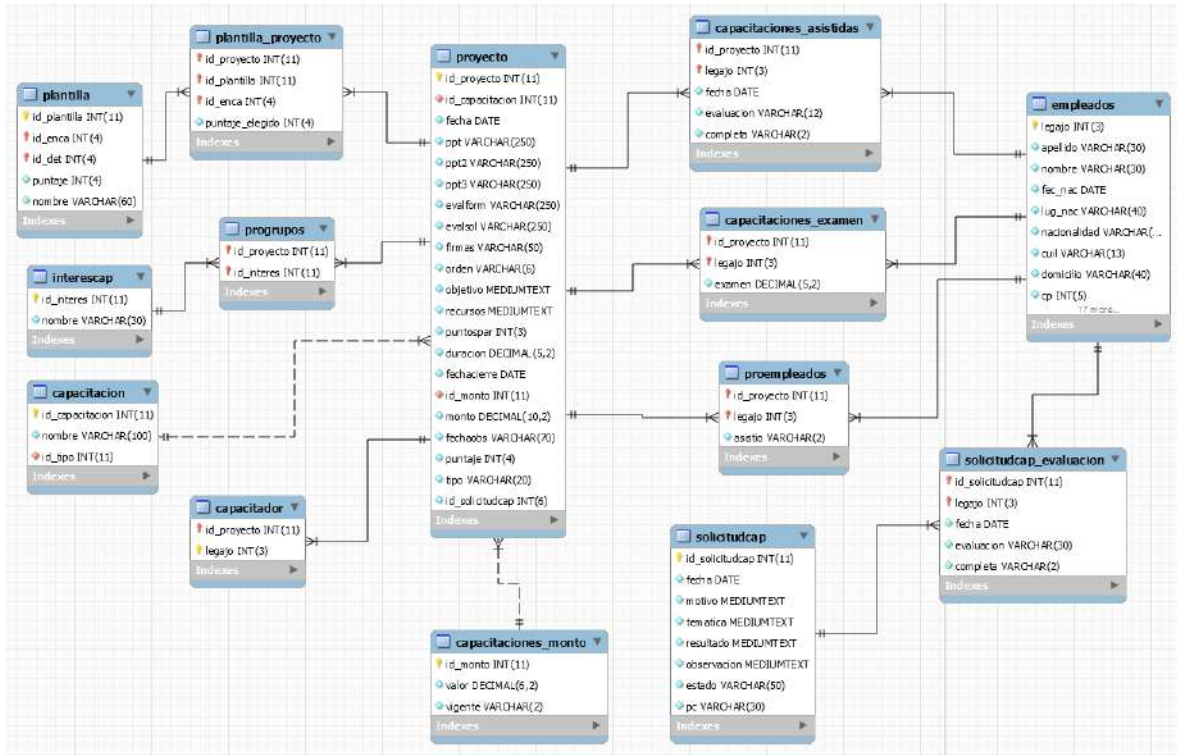 plantilla_proyecto
id_proyecto INT(11)
id_plantilla INT(11)
id_enca INT(4)
puntaje_elegido INT(4)
Indexes
plantilla
id_plantilla INT(11)
id_enca INT(4)
id_det INT(4)
puntaje INT(4)
nombre VARCHAR(60)
Indexes
progrupos
id_proyecto INT(11)
id_interes INT(11)
Indexes
interescap
id_interes INT(11)
nombre VARCHAR(30)
Indexes
capacitacion
id_capacitacion INT(11)
nombre VARCHAR(100)
id_tipo INT(11)
Indexes
capacitador
id_proyecto INT(11)
legajo INT(3)
Indexes
proyecto
id_proyecto INT(11)
id_capacitacion INT(11)
fecha DATE
ppt VARCHAR(250)
ppt2 VARCHAR(250)
ppt3 VARCHAR(250)
evalform VARCHAR(250)
evalsol VARCHAR(250)
firmas VARCHAR(50)
orden VARCHAR(6)
objetivo MEDIUMTEXT
recursos MEDIUMTEXT
puntospar INT(3)
duracion DECIMAL(5,2)
fechacierre DATE
id_monto INT(11)
monto DECIMAL(10,2)
fechaobs VARCHAR(70)
puntaje INT(4)
tipo VARCHAR(20)
id_solicitudcap INT(6)
Indexes
capacitaciones_monto
id_monto INT(11)
valor DECIMAL(6,2)
vigente VARCHAR(2)
Indexes
capacitaciones_asistidas
id_proyecto INT(11)
legajo INT(3)
fecha DATE
evaluacion VARCHAR(12)
completa VARCHAR(2)
Indexes
capacitaciones_examen
id_proyecto INT(11)
legajo INT(3)
examen DECIMAL(5,2)
Indexes
proempleados
id_proyecto INT(11)
legajo INT(3)
asistio VARCHAR(2)
Indexes
solicitudcap
id_solicitudcap INT(11)
fecha DATE
motivo MEDIUMTEXT
tematica MEDIUMTEXT
resultado MEDIUMTEXT
observacion MEDIUMTEXT
estado VARCHAR(50)
pc VARCHAR(30)
Indexes
empleados
legajo INT(3)
apellido VARCHAR(30)
nombre VARCHAR(30)
fec_nac DATE
lug_nac VARCHAR(40)
nacionalidad VARCHAR(...
cuil VARCHAR(13)
domicilio VARCHAR(40)
cp INT(5)
17 more...
Indexes
solicitudcap_evaluacion
id_solicitudcap INT(11)
legajo INT(3)
fecha DATE
evaluacion VARCHAR(30)
completa VARCHAR(2)
Indexes